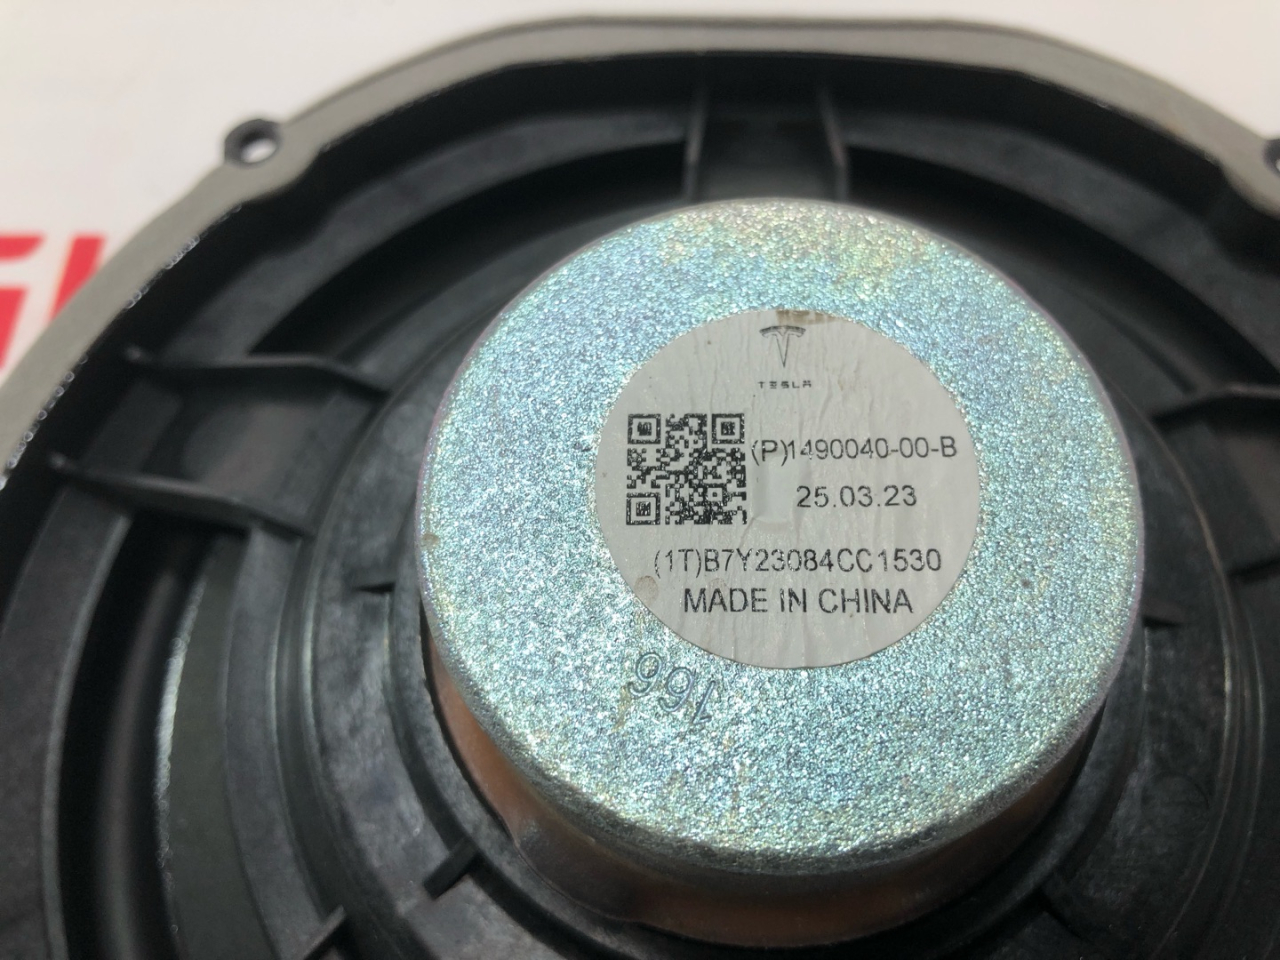 TESLA
(P)1490040-00-B
25.03.23
(1T)B7Y23084CC1530
MADE IN CHINA
166